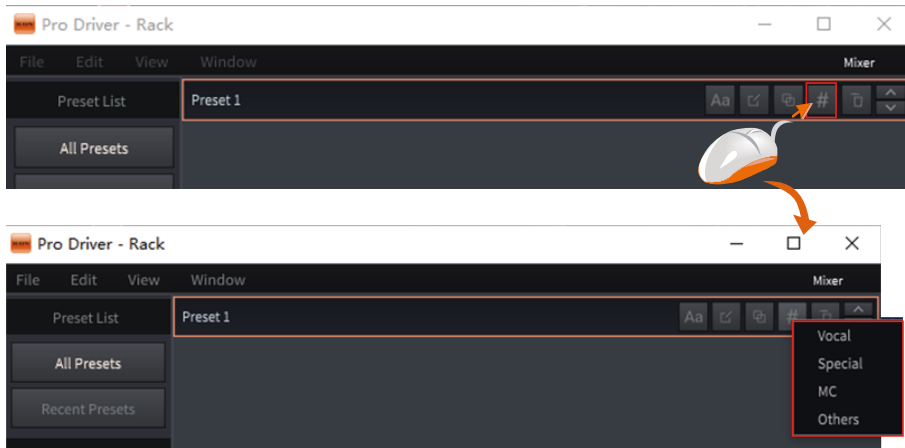 Pro Driver - Rack
File Edit View Window Mixer
Preset List Preset 1 Aa #
All Presets
Pro Driver - Rack
File Edit View Window Mixer
Preset List Preset 1 Aa #
All Presets
Recent Presets
Vocal
Special
MC
Others